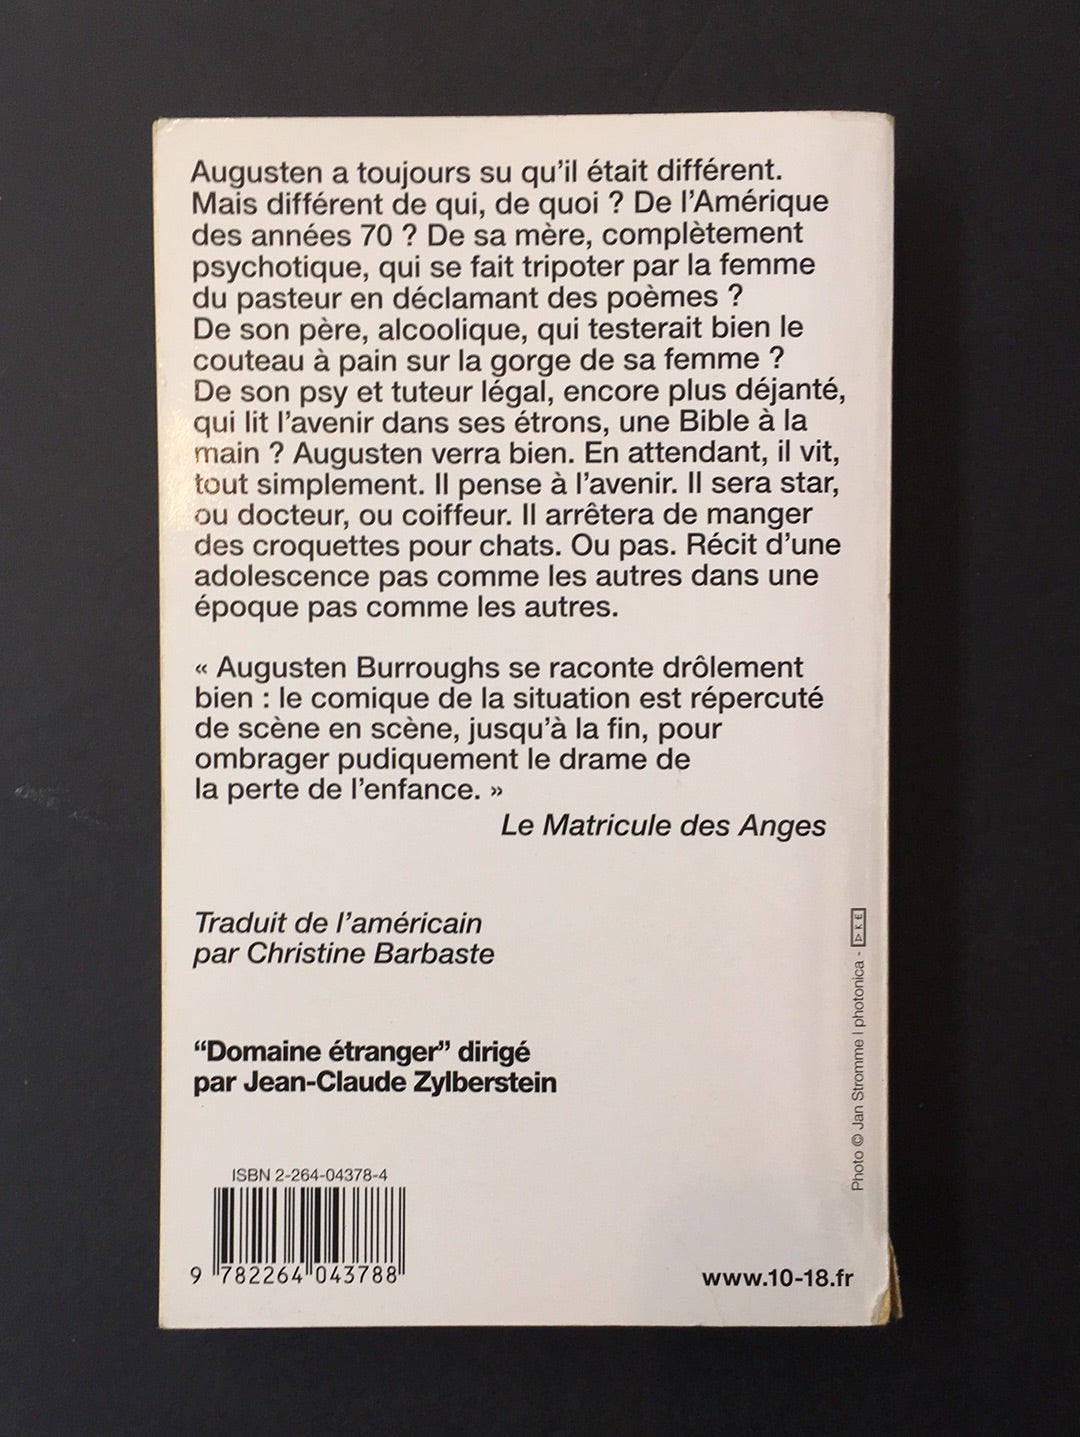 Augusten a toujours su qu'il était différent.
Mais différent de qui, de quoi ? De l'Amérique
des années 70 ? De sa mère, complètement
psychotique, qui se fait tripoter par la femme
du pasteur en déclamant des poèmes ?
De son père, alcoolique, qui testerait bien le
couteau à pain sur la gorge de sa femme ?
De son psy et tuteur légal, encore plus déjanté,
qui lit l'avenir dans ses étrons, une Bible à la
main ? Augusten verra bien. En attendant, il vit,
tout simplement. Il pense à l'avenir. Il sera star,
ou docteur, ou coiffeur. Il arrêtera de manger
des croquettes pour chats. Ou pas. Récit d'une
adolescence pas comme les autres dans une
époque pas comme les autres.
« Augusten Burroughs se raconte drôlement
bien : le comique de la situation est répercuté
de scène en scène, jusqu'à la fin, pour
ombrager pudiquement le drame de
la perte de l'enfance. »
Le Matricule des Anges
Traduit de l'américain
par Christine Barbaste
“Domaine étranger” dirigé
par Jean-Claude Zylberstein
ISBN 2-264-04378-4
9 782264 043788
www.10-18.fr
Photo © Jan Stromme | photonica -